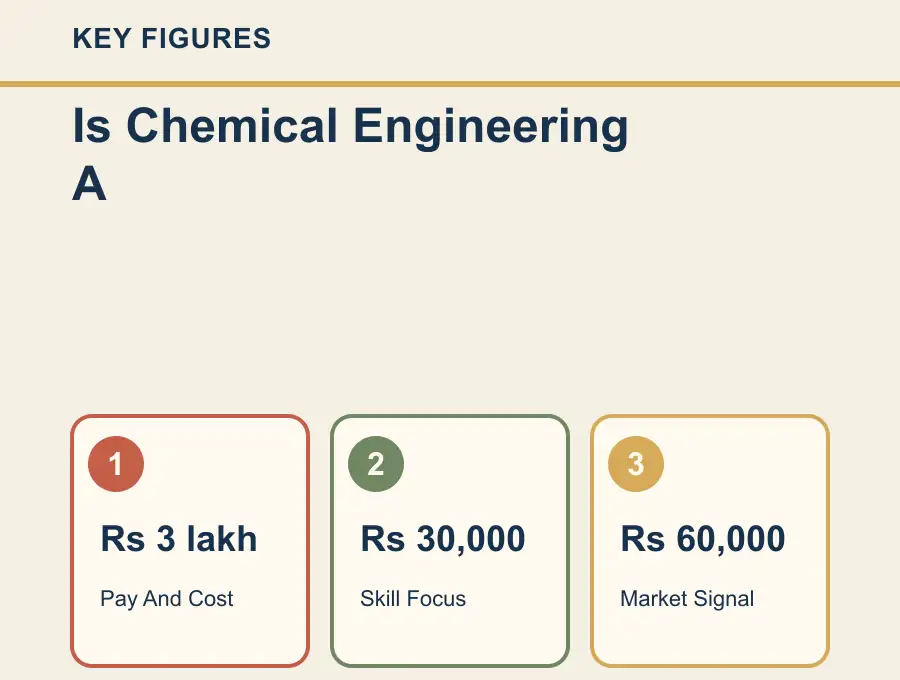 KEY FIGURES
Is Chemical Engineering
A
1
Rs 3 lakh
Pay And Cost
2
Rs 30,000
Skill Focus
3
Rs 60,000
Market Signal